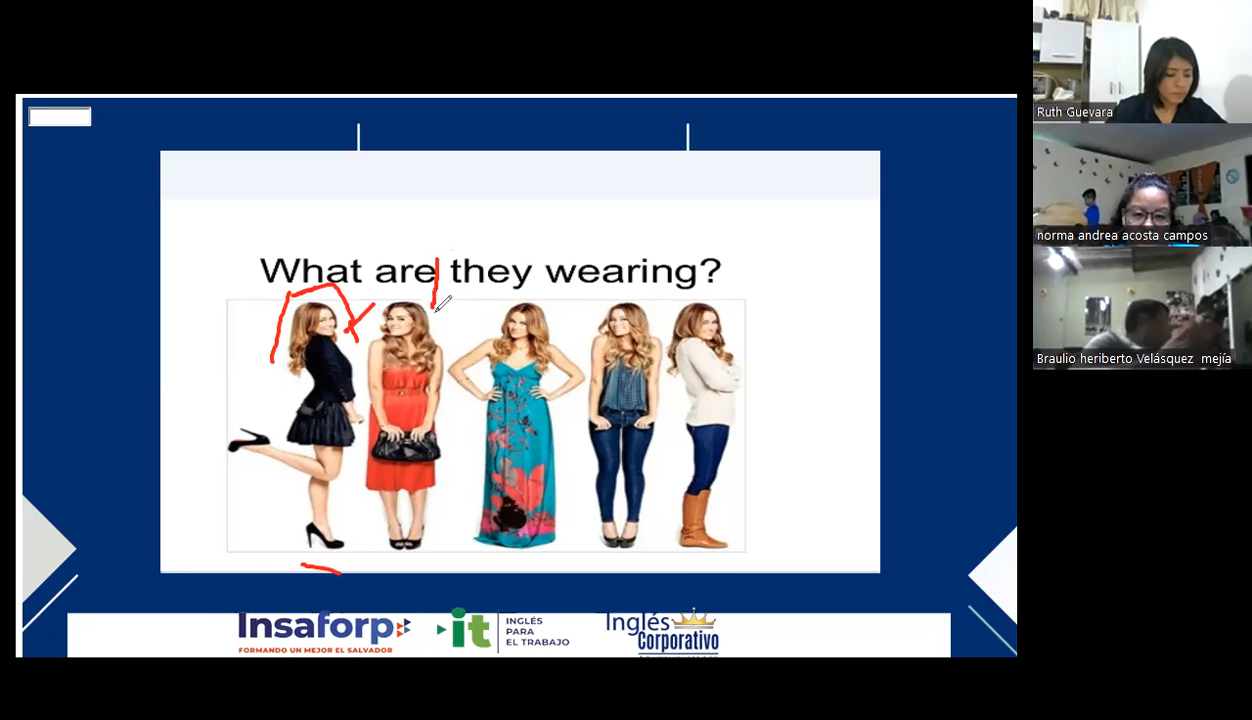 What are they wearing?
Insaforp
FORMANDO UN MEJOR EL SALVADOR
it
INGLÉS
PARA
EL TRABAJO
Inglés
Corporativo
Ruth Guevara
norma andrea acosta campos
Braulio heriberto Velásquez mejía